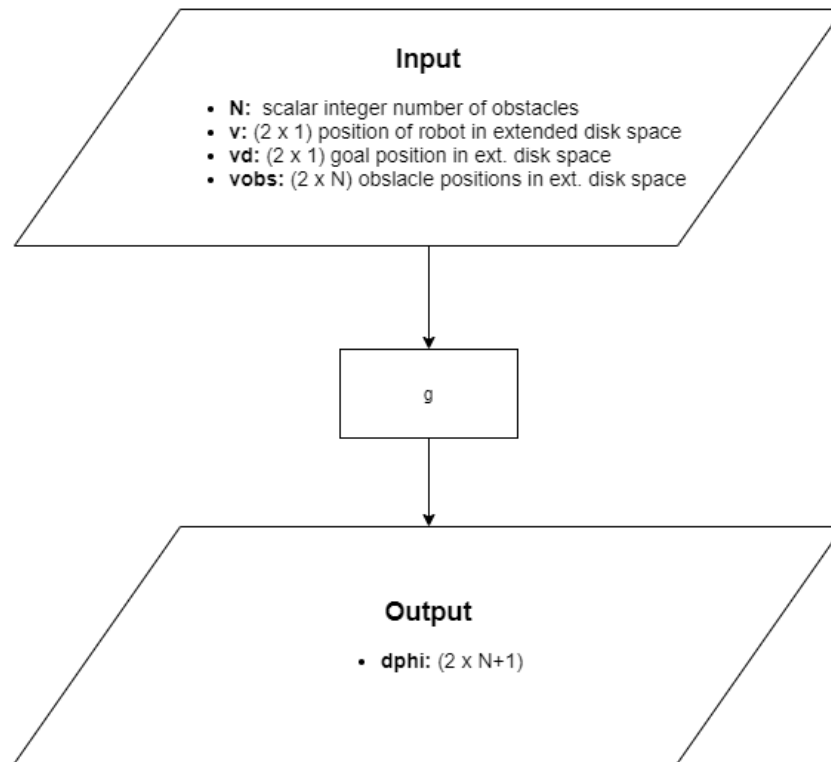 Input
• N: scalar integer number of obstacles
• v: (2 x 1) position of robot in extended disk space
• vd: (2 x 1) goal position in ext. disk space
• vobs: (2 x N) obslacle positions in ext. disk space
g
Output
• dphi: (2 x N+1)